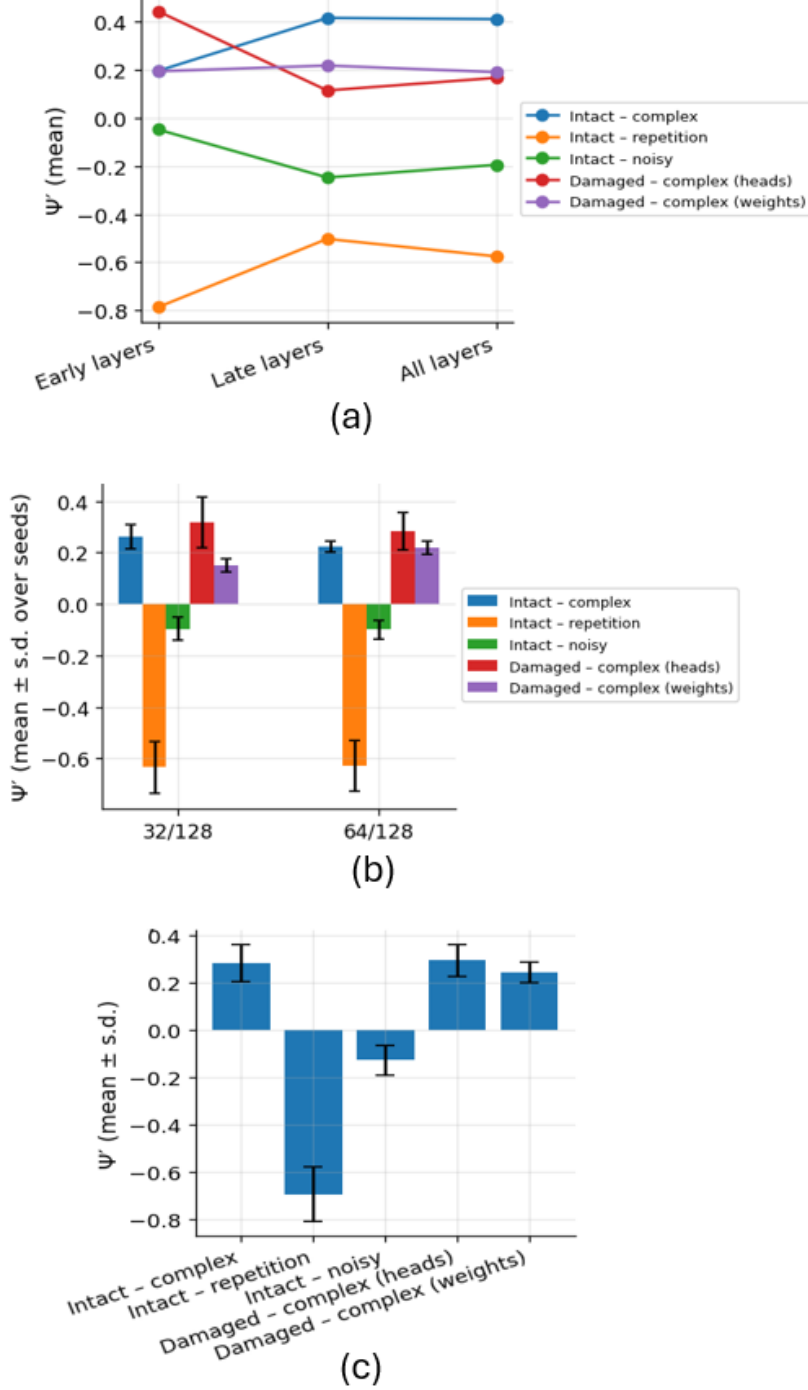 0.4
0.2
0.0
−0.2
−0.4
−0.6
−0.8
Ψ′ (mean)
Early layers
Late layers
All layers
Intact – complex
Intact – repetition
Intact – noisy
Damaged – complex (heads)
Damaged – complex (weights)
(a)
0.4
0.2
0.0
−0.2
−0.4
−0.6
Ψ′ (mean ± s.d. over seeds)
32/128
64/128
Intact – complex
Intact – repetition
Intact – noisy
Damaged – complex (heads)
Damaged – complex (weights)
(b)
0.4
0.2
0.0
−0.2
−0.4
−0.6
−0.8
Ψ′ (mean ± s.d.)
Intact – complex
Intact – repetition
Intact – noisy
Damaged – complex (heads)
Damaged – complex (weights)
(c)